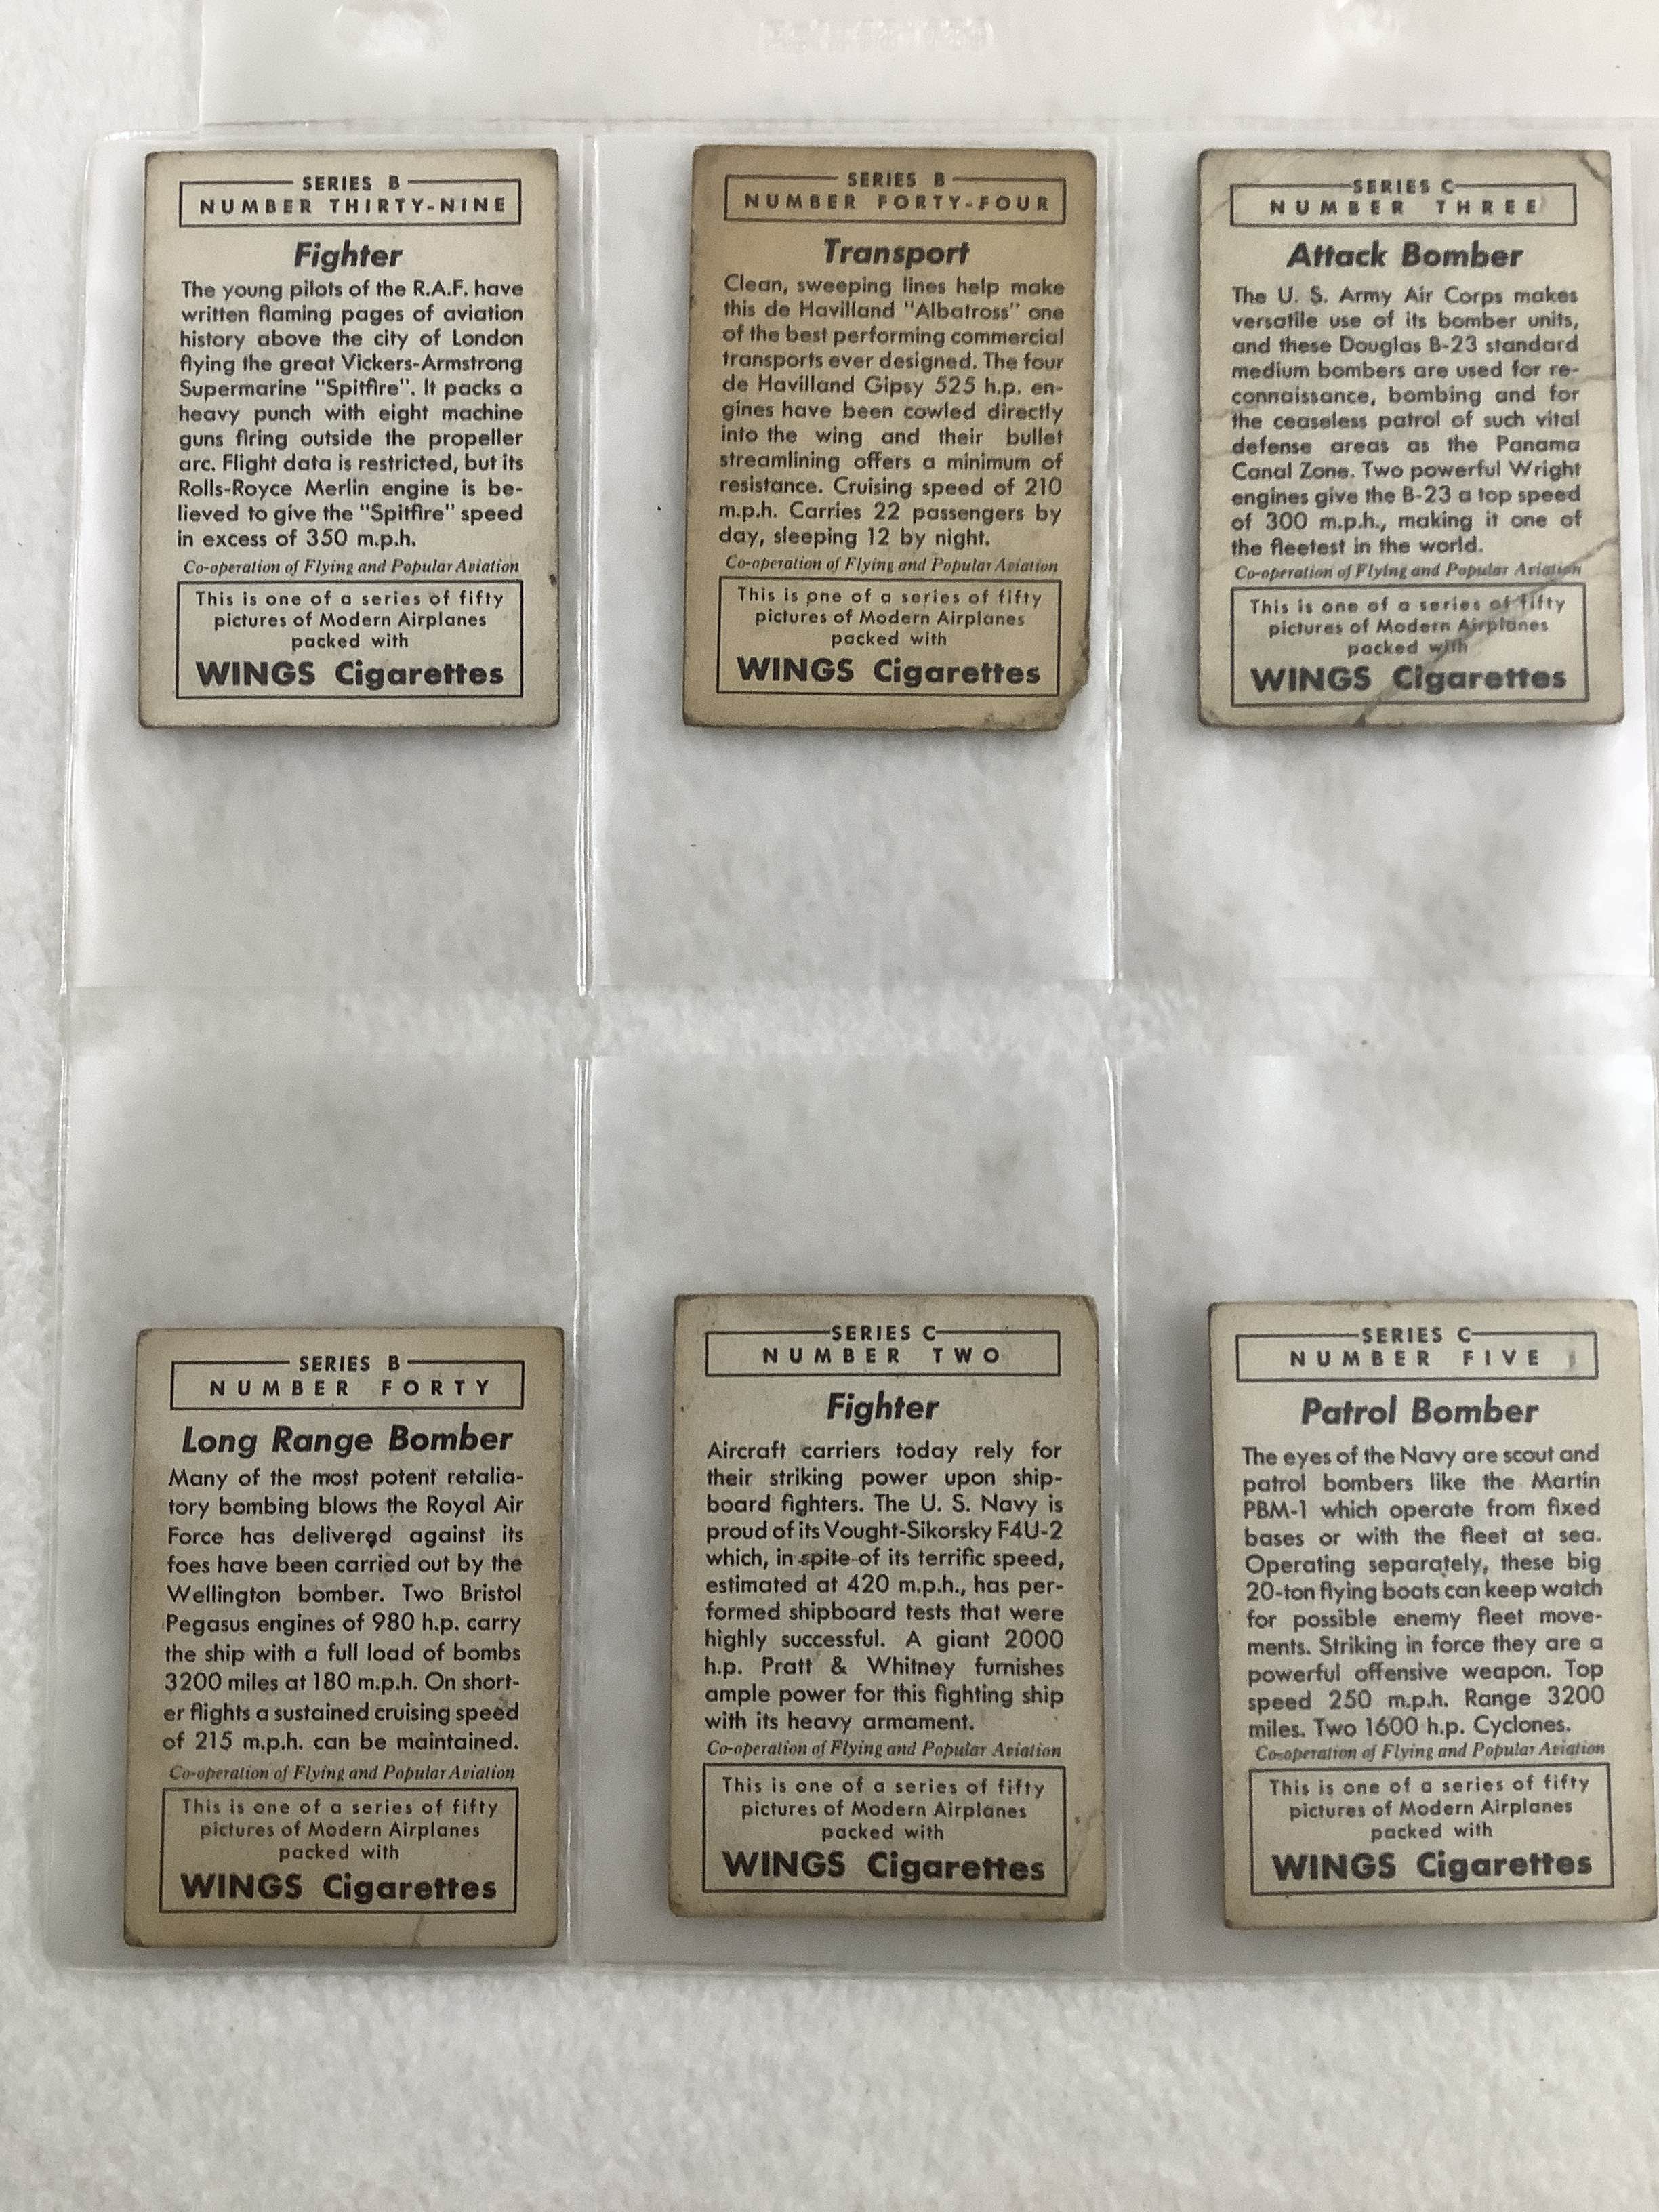 SERIES B
NUMBER THIRTY-NINE
Fighter
The young pilots of the R.A.F. have
written flaming pages of aviation
history above the city of London
flying the great Vickers-Armstrong
Supermarine "Spitfire". It packs a
heavy punch with eight machine
guns firing outside the propeller
arc. Flight data is restricted, but its
Rolls-Royce Merlin engine is be-
lieved to give the "Spitfire" speed
in excess of 350 m.p.h.
Co-operation of Flying and Popular Aviation
This is one of a series of fifty
pictures of Modern Airplanes
packed with
WINGS Cigarettes
SERIES B
NUMBER FORTY-FOUR
Transport
Clean, sweeping lines help make
this de Havilland "Albatross" one
of the best performing commercial
transports ever designed. The four
de Havilland Gipsy 525 h.p. en-
gines have been cowled directly
into the wing and their bullet
streamlining offers a minimum of
resistance. Cruising speed of 210
m.p.h. Carries 22 passengers by
day, sleeping 12 by night.
Co-operation of Flying and Popular Aviation
This is one of a series of fifty
pictures of Modern Airplanes
packed with
WINGS Cigarettes
SERIES C
NUMBER THREE
Attack Bomber
The U. S. Army Air Corps makes
versatile use of its bomber units,
and these Douglas B-23 standard
medium bombers are used for re-
connaissance, bombing and for
the ceaseless patrol of such vital
defense areas as the Panama
Canal Zone. Two powerful Wright
engines give the B-23 a top speed
of 300 m.p.h., making it one of
the fleetest in the world.
Co-operation of Flying and Popular Aviation
This is one of a series of fifty
pictures of Modern Airplanes
packed with
WINGS Cigarettes
SERIES B
NUMBER FORTY
Long Range Bomber
Many of the most potent retalia-
tory bombing blows the Royal Air
Force has delivered against its
foes have been carried out by the
Wellington bomber. Two Bristol
Pegasus engines of 980 h.p. carry
the ship with a full load of bombs
3200 miles at 180 m.p.h. On short-
er flights a sustained cruising speed
of 215 m.p.h. can be maintained.
Co-operation of Flying and Popular Aviation
This is one of a series of fifty
pictures of Modern Airplanes
packed with
WINGS Cigarettes
SERIES C
NUMBER TWO
Fighter
Aircraft carriers today rely for
their striking power upon ship-
board fighters. The U. S. Navy is
proud of its Vought-Sikorsky F4U-2
which, in spite of its terrific speed,
estimated at 420 m.p.h., has per-
formed shipboard tests that were
highly successful. A giant 2000
h.p. Pratt & Whitney furnishes
ample power for this fighting ship
with its heavy armament.
Co-operation of Flying and Popular Aviation
This is one of a series of fifty
pictures of Modern Airplanes
packed with
WINGS Cigarettes
SERIES C
NUMBER FIVE
Patrol Bomber
The eyes of the Navy are scout and
patrol bombers like the Martin
PBM-1 which operate from fixed
bases or with the fleet at sea.
Operating separately, these big
20-ton flying boats can keep watch
for possible enemy fleet move-
ments. Striking in force they are a
powerful offensive weapon. Top
speed 250 m.p.h. Range 3200
miles. Two 1600 h.p. Cyclones.
Co-operation of Flying and Popular Aviation
This is one of a series of fifty
pictures of Modern Airplanes
packed with
WINGS Cigarettes